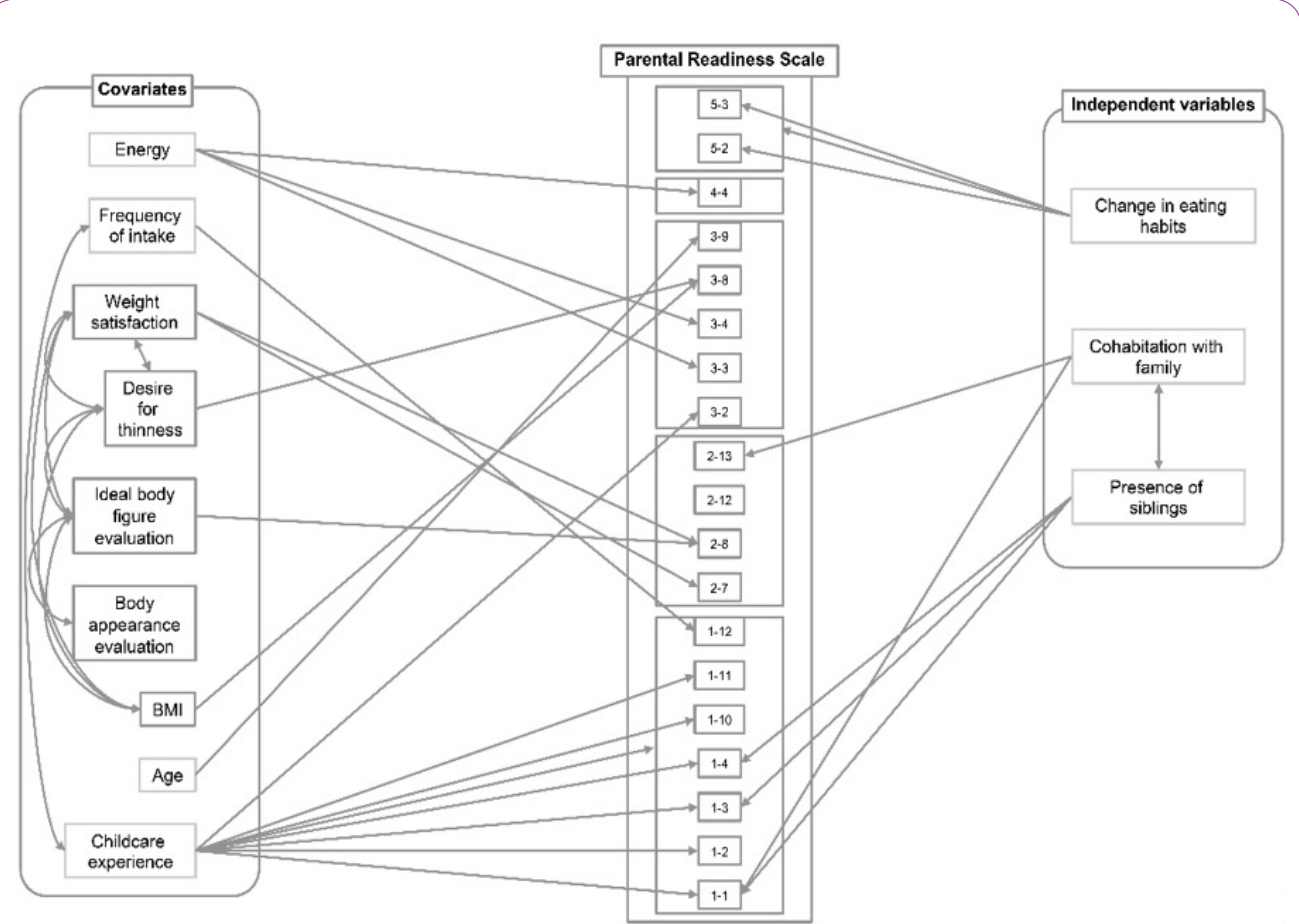 Covariates
Energy
Frequency
of intake
Weight
satisfaction
Desire
for
thinness
Ideal body
figure
evaluation
Body
appearance
evaluation
BMI
Age
Childcare
experience
Parental Readiness Scale
5-3
5-2
4-4
3-9
3-8
3-4
3-3
3-2
2-13
2-12
2-8
2-7
1-12
1-11
1-10
1-4
1-3
1-2
1-1
Independent variables
Change in eating
habits
Cohabitation with
family
Presence of
siblings